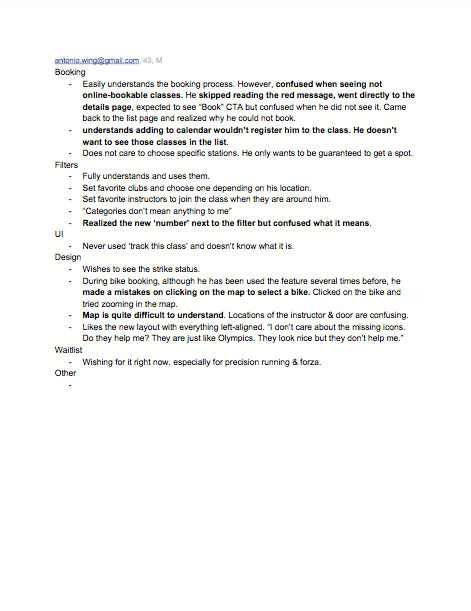 antonio.wing@gmail.com, 43, M
Booking
- Easily understands the booking process. However, confused when seeing not
online-bookable classes. He skipped reading the red message, went directly to the
details page, expected to see “Book” CTA but confused when he did not see it. Came
back to the list page and realized why he could not book.
- understands adding to calendar wouldn’t register him to the class. He doesn’t
want to see those classes in the list.
- Does not care to choose specific stations. He only wants to be guaranteed to get a spot.
Filters
- Fully understands and uses them.
- Set favorite clubs and choose one depending on his location.
- Set favorite instructors to join the class when they are around him.
- “Categories don’t mean anything to me”
- Realized the new ‘number’ next to the filter but confused what it means.
UI
- Never used ‘track this class’ and doesn’t know what it is.
Design
- Wishes to see the strike status.
- During bike booking, although he has been used the feature several times before, he
made a mistakes on clicking on the map to select a bike. Clicked on the bike and
tried zooming in the map.
- Map is quite difficult to understand. Locations of the instructor & door are confusing.
- Likes the new layout with everything left-aligned. “I don’t care about the missing icons.
Do they help me? They are just like Olympics. They look nice but they don’t help me.”
Waitlist
- Wishing for it right now. especially for precision running & forza.
Other
-